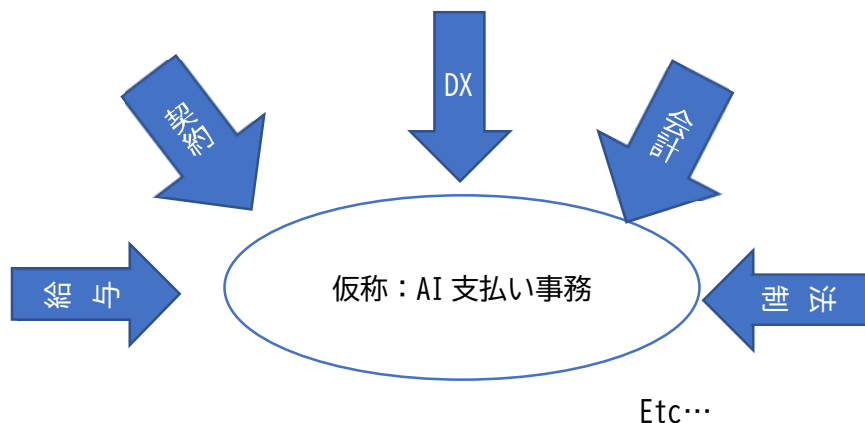 DX
契約
会計
給与
仮称：AI 支払い事務
法制
Etc…